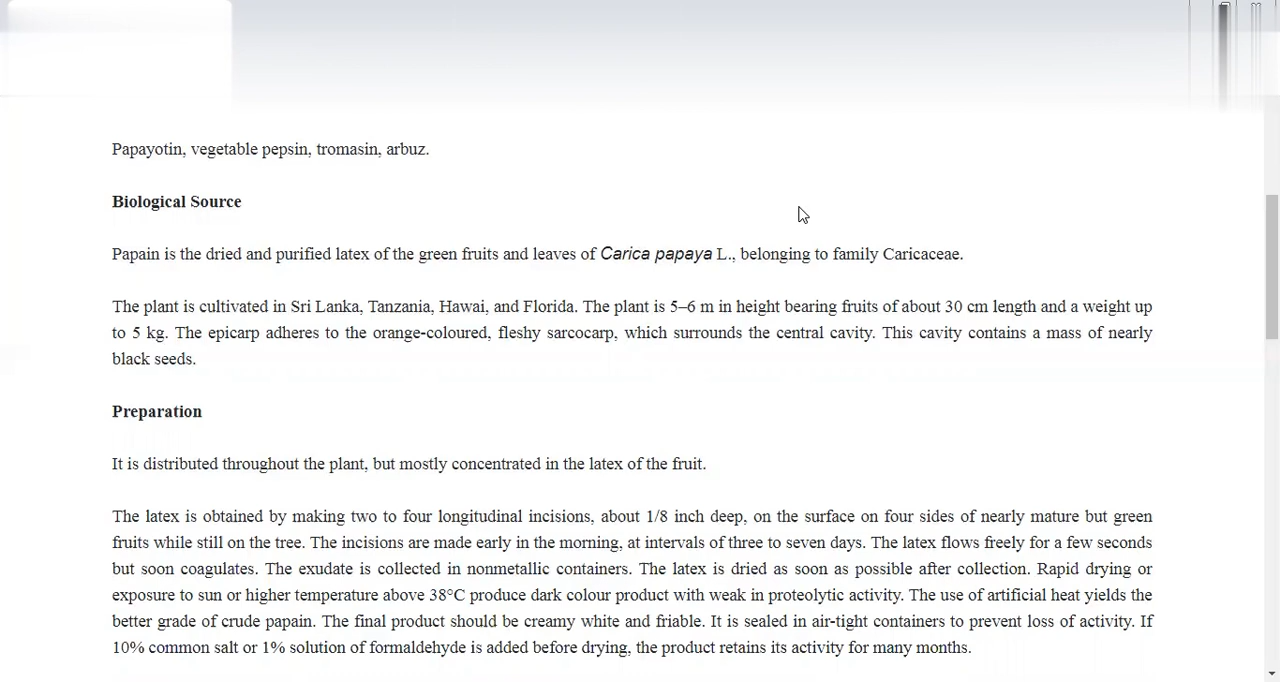 Papayotin, vegetable pepsin, tromasin, arbuz.
Biological Source
Papain is the dried and purified latex of the green fruits and leaves of Carica papaya L., belonging to family Caricaceae.
The plant is cultivated in Sri Lanka, Tanzania, Hawai, and Florida. The plant is 5–6 m in height bearing fruits of about 30 cm length and a weight up
to 5 kg. The epicarp adheres to the orange-coloured, fleshy sarcocarp, which surrounds the central cavity. This cavity contains a mass of nearly
black seeds.
Preparation
It is distributed throughout the plant, but mostly concentrated in the latex of the fruit.
The latex is obtained by making two to four longitudinal incisions, about 1/8 inch deep, on the surface on four sides of nearly mature but green
fruits while still on the tree. The incisions are made early in the morning, at intervals of three to seven days. The latex flows freely for a few seconds
but soon coagulates. The exudate is collected in nonmetallic containers. The latex is dried as soon as possible after collection. Rapid drying or
exposure to sun or higher temperature above 38°C produce dark colour product with weak in proteolytic activity. The use of artificial heat yields the
better grade of crude papain. The final product should be creamy white and friable. It is sealed in air-tight containers to prevent loss of activity. If
10% common salt or 1% solution of formaldehyde is added before drying, the product retains its activity for many months.